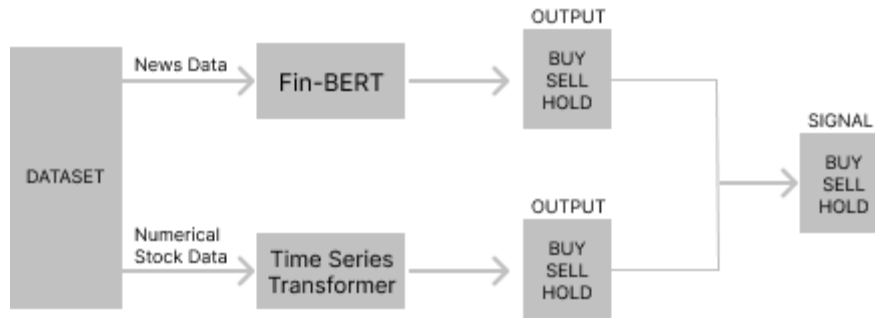 DATASET
News Data
Fin-BERT
OUTPUT
BUY
SELL
HOLD
Numerical
Stock Data
Time Series
Transformer
OUTPUT
BUY
SELL
HOLD
SIGNAL
BUY
SELL
HOLD